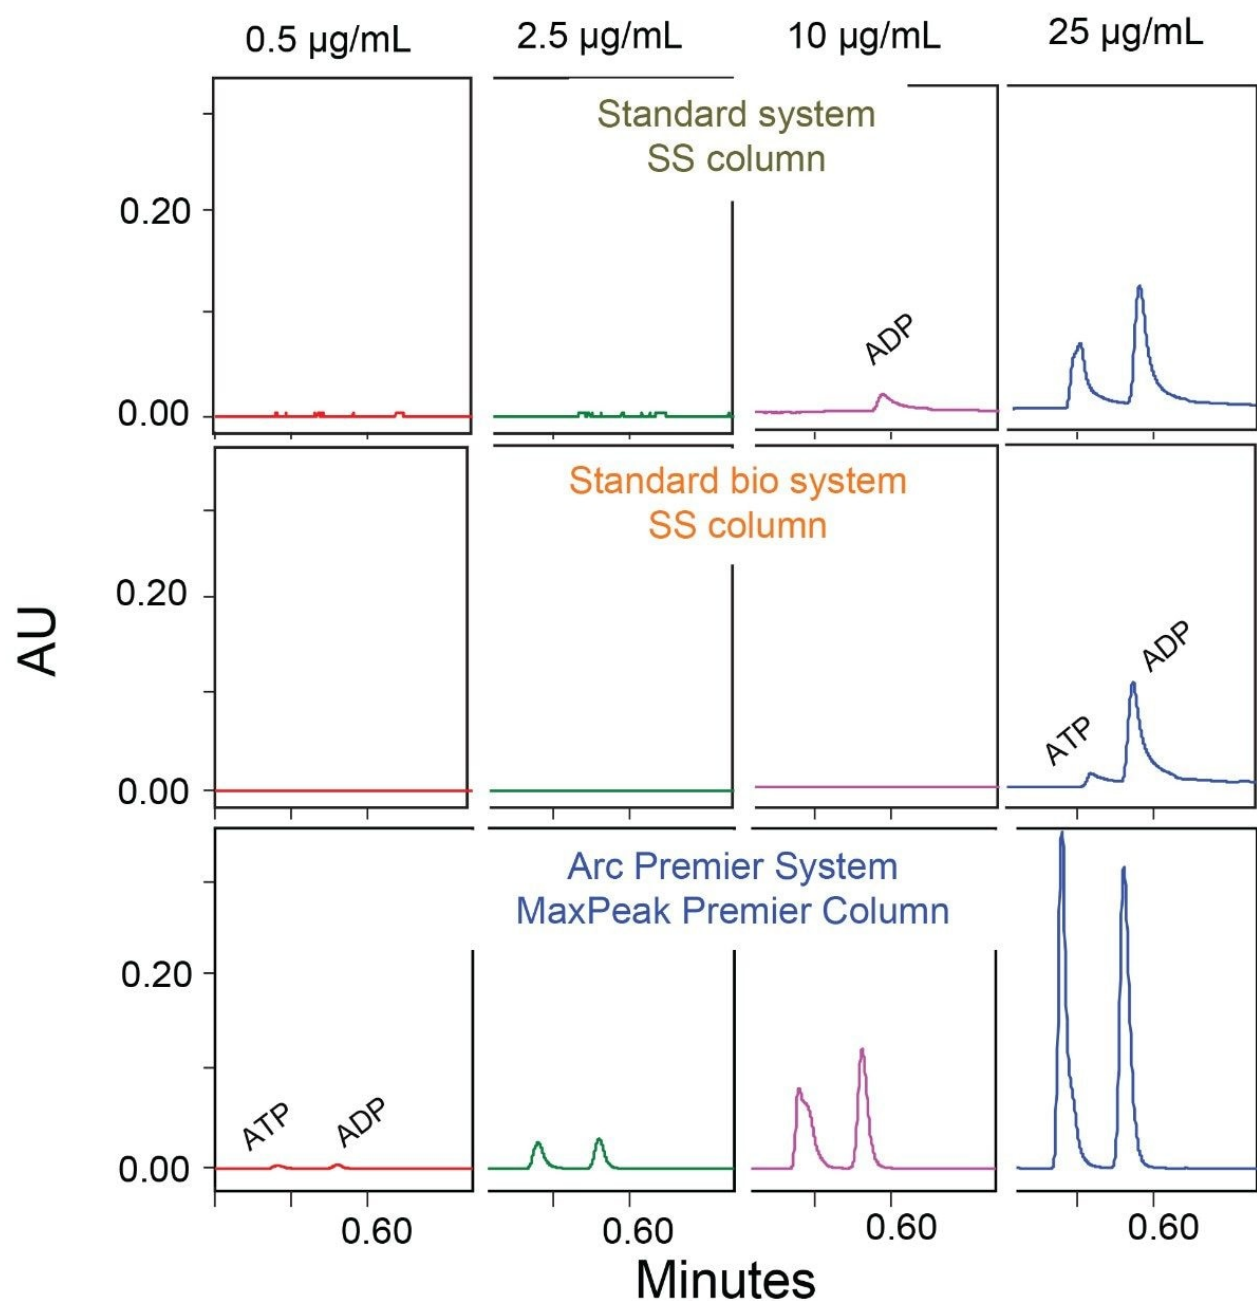 0.5 µg/mL
2.5 µg/mL
10 µg/mL
25 µg/mL
Standard system
SS column
0.20
ADP
0.00
Standard bio system
SS column
0.20
AU
ADP
ATP
0.00
Arc Premier System
MaxPeak Premier Column
0.20
ATP
ADP
0.00
0.60
0.60
0.60
0.60
Minutes